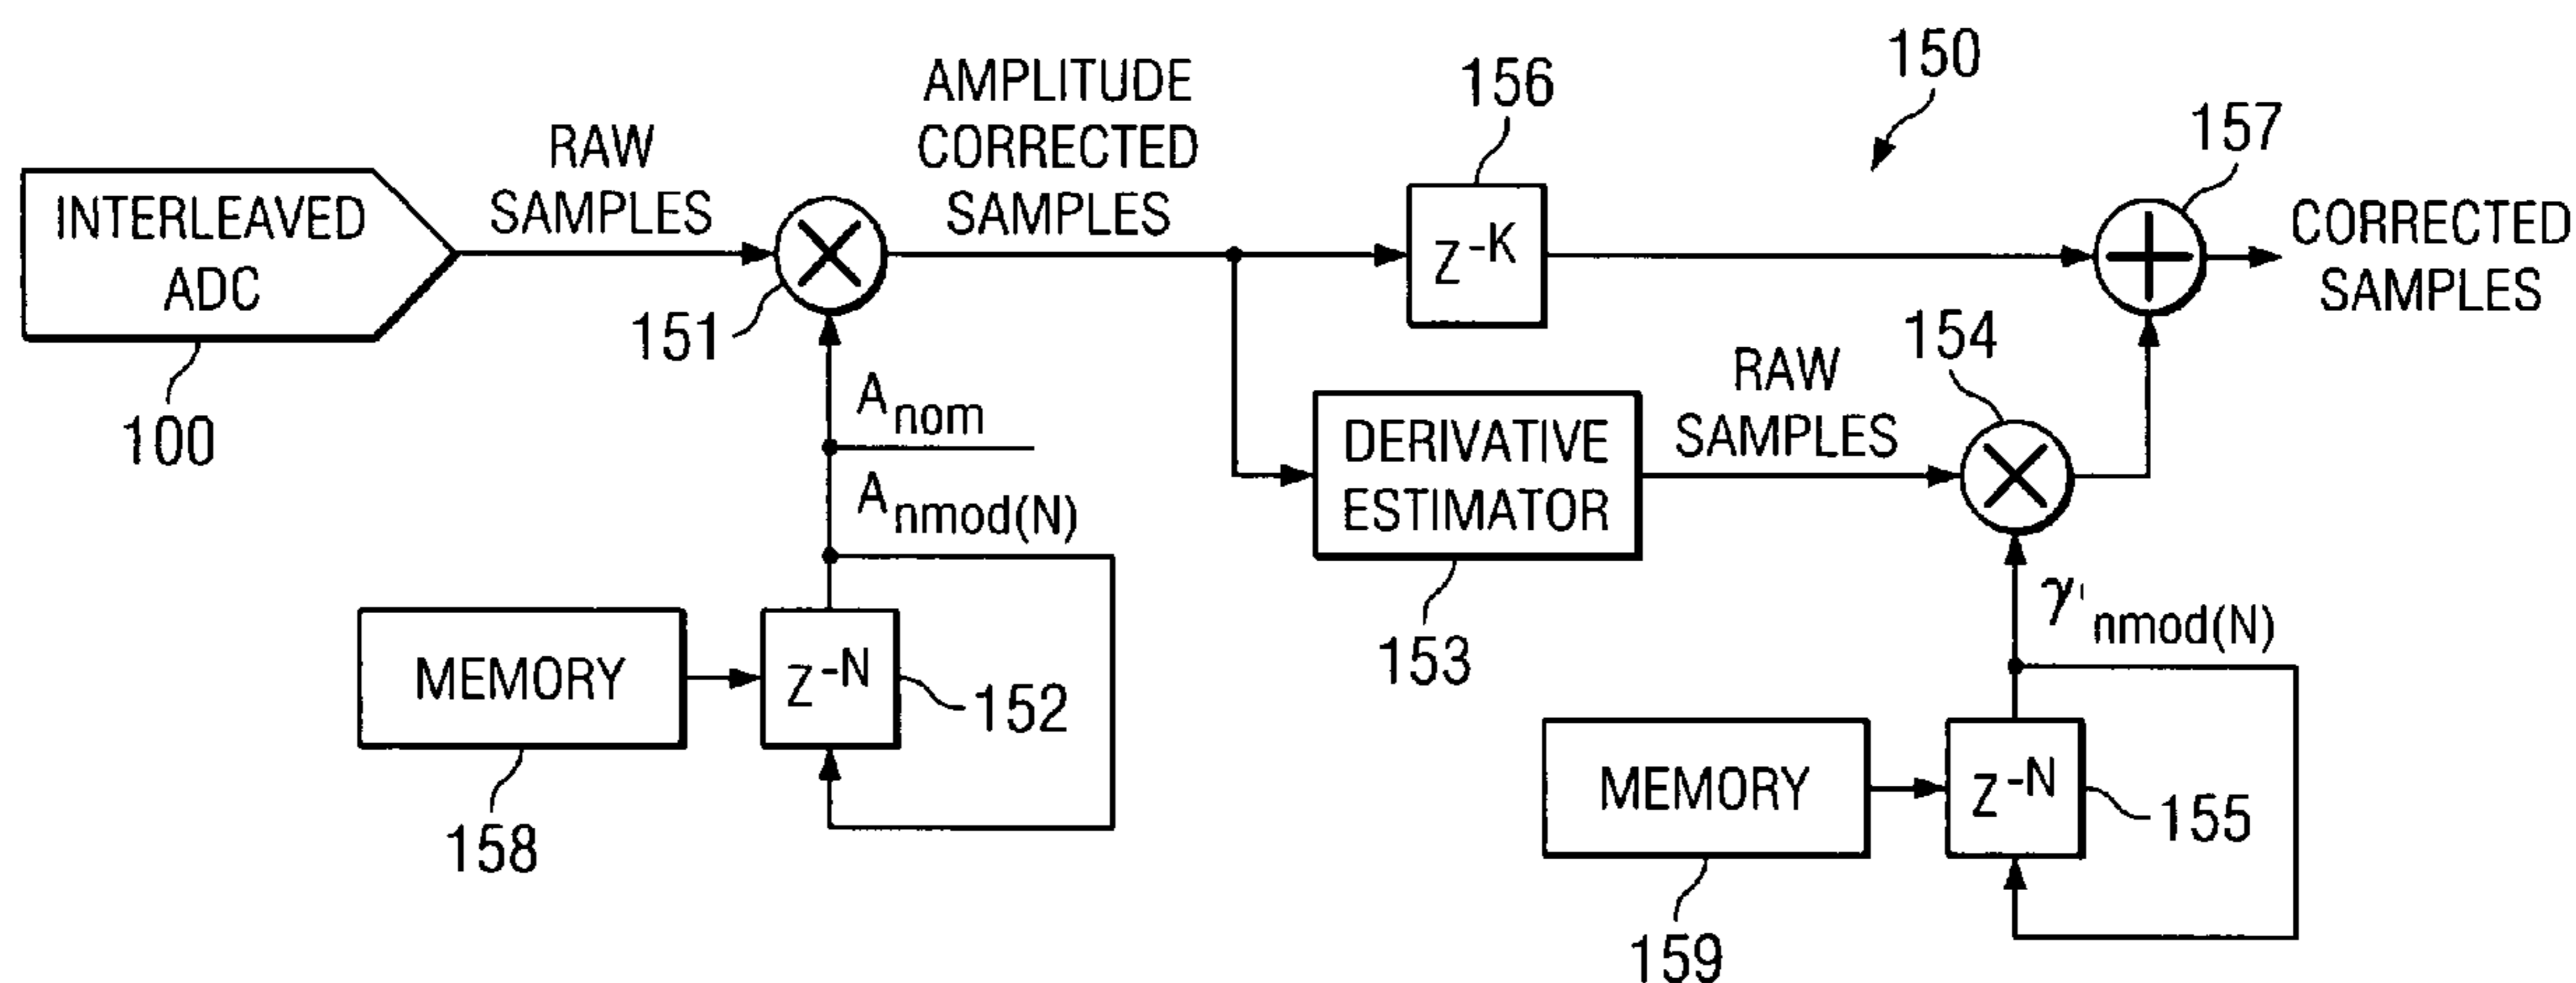 150
156
157
AMPLITUDE
CORRECTED
SAMPLES
RAW
SAMPLES
INTERLEAVED
ADC
100
151
Z-K
CORRECTED
SAMPLES
154
RAW
SAMPLES
Anom
Anmod(N)
DERIVATIVE
ESTIMATOR
153
γ'nmod(N)
MEMORY
158
Z-N
152
MEMORY
159
Z-N
155